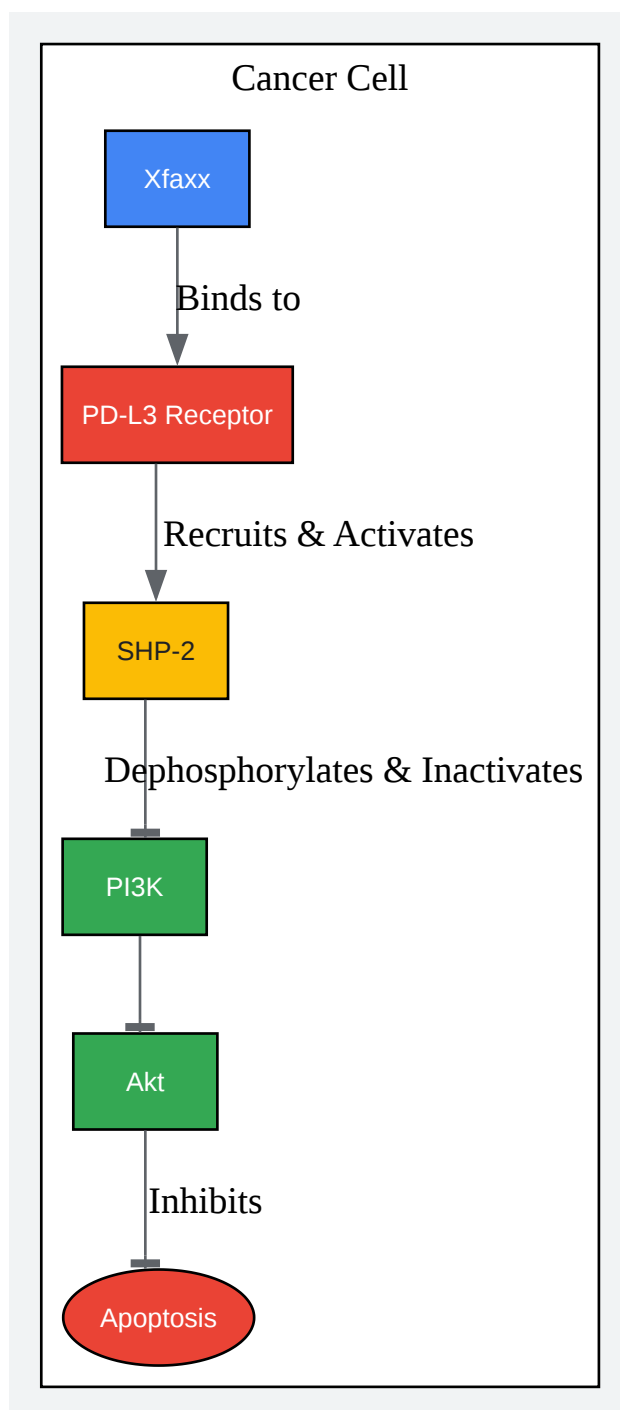 Cancer Cell
Xfaxx
Binds to
PD-L3 Receptor
Recruits & Activates
SHP-2
Dephosphorylates & Inactivates
PI3K
Akt
Inhibits
Apoptosis